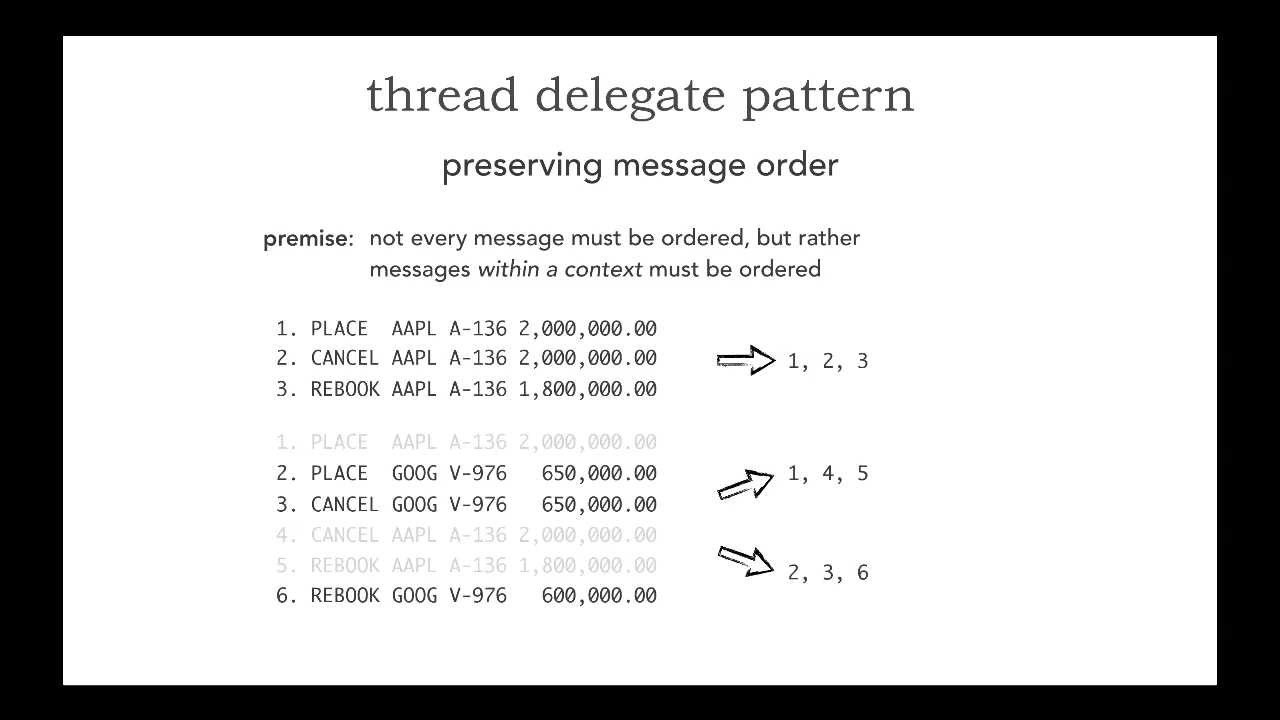 thread delegate pattern
preserving message order
premise: not every message must be ordered, but rather
messages within a context must be ordered
1. PLACE AAPL A-136 2,000,000.00
2. CANCEL AAPL A-136 2,000,000.00
3. REBOOK AAPL A-136 1,800,000.00
1, 2, 3
1. PLACE AAPL A-136 2,000,000.00
2. PLACE GOOG V-976 650,000.00
3. CANCEL GOOG V-976 650,000.00
4. CANCEL AAPL A-136 2,000,000.00
5. REBOOK AAPL A-136 1,800,000.00
6. REBOOK GOOG V-976 600,000.00
1, 4, 5
2, 3, 6